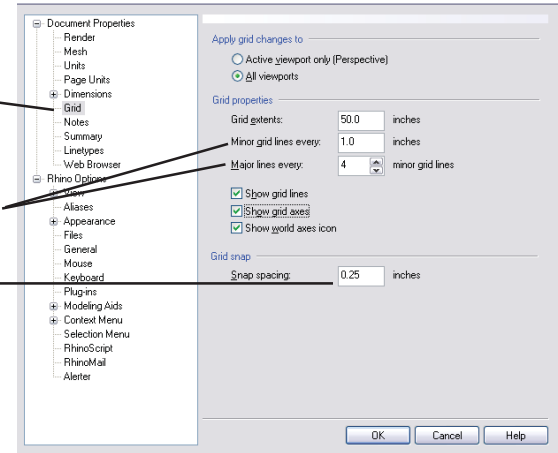 Document Properties
Render
Mesh
Units
Page Units
Dimensions
Grid
Notes
Summary
Linetypes
Web Browser
Rhino Options
View
Aliases
Appearance
Files
General
Mouse
Keyboard
Plug-ins
Modeling Aids
Context Menu
Selection Menu
RhinoScript
RhinoMail
Alerter
Apply grid changes to
Active viewport only (Perspective)
All viewports
Grid properties
Grid extents: 50.0 inches
Minor grid lines every: 1.0 inches
Major lines every: 4 minor grid lines
Show grid lines
Show grid axes
Show world axes icon
Grid snap
Snap spacing: 0.25 inches
OK Cancel Help